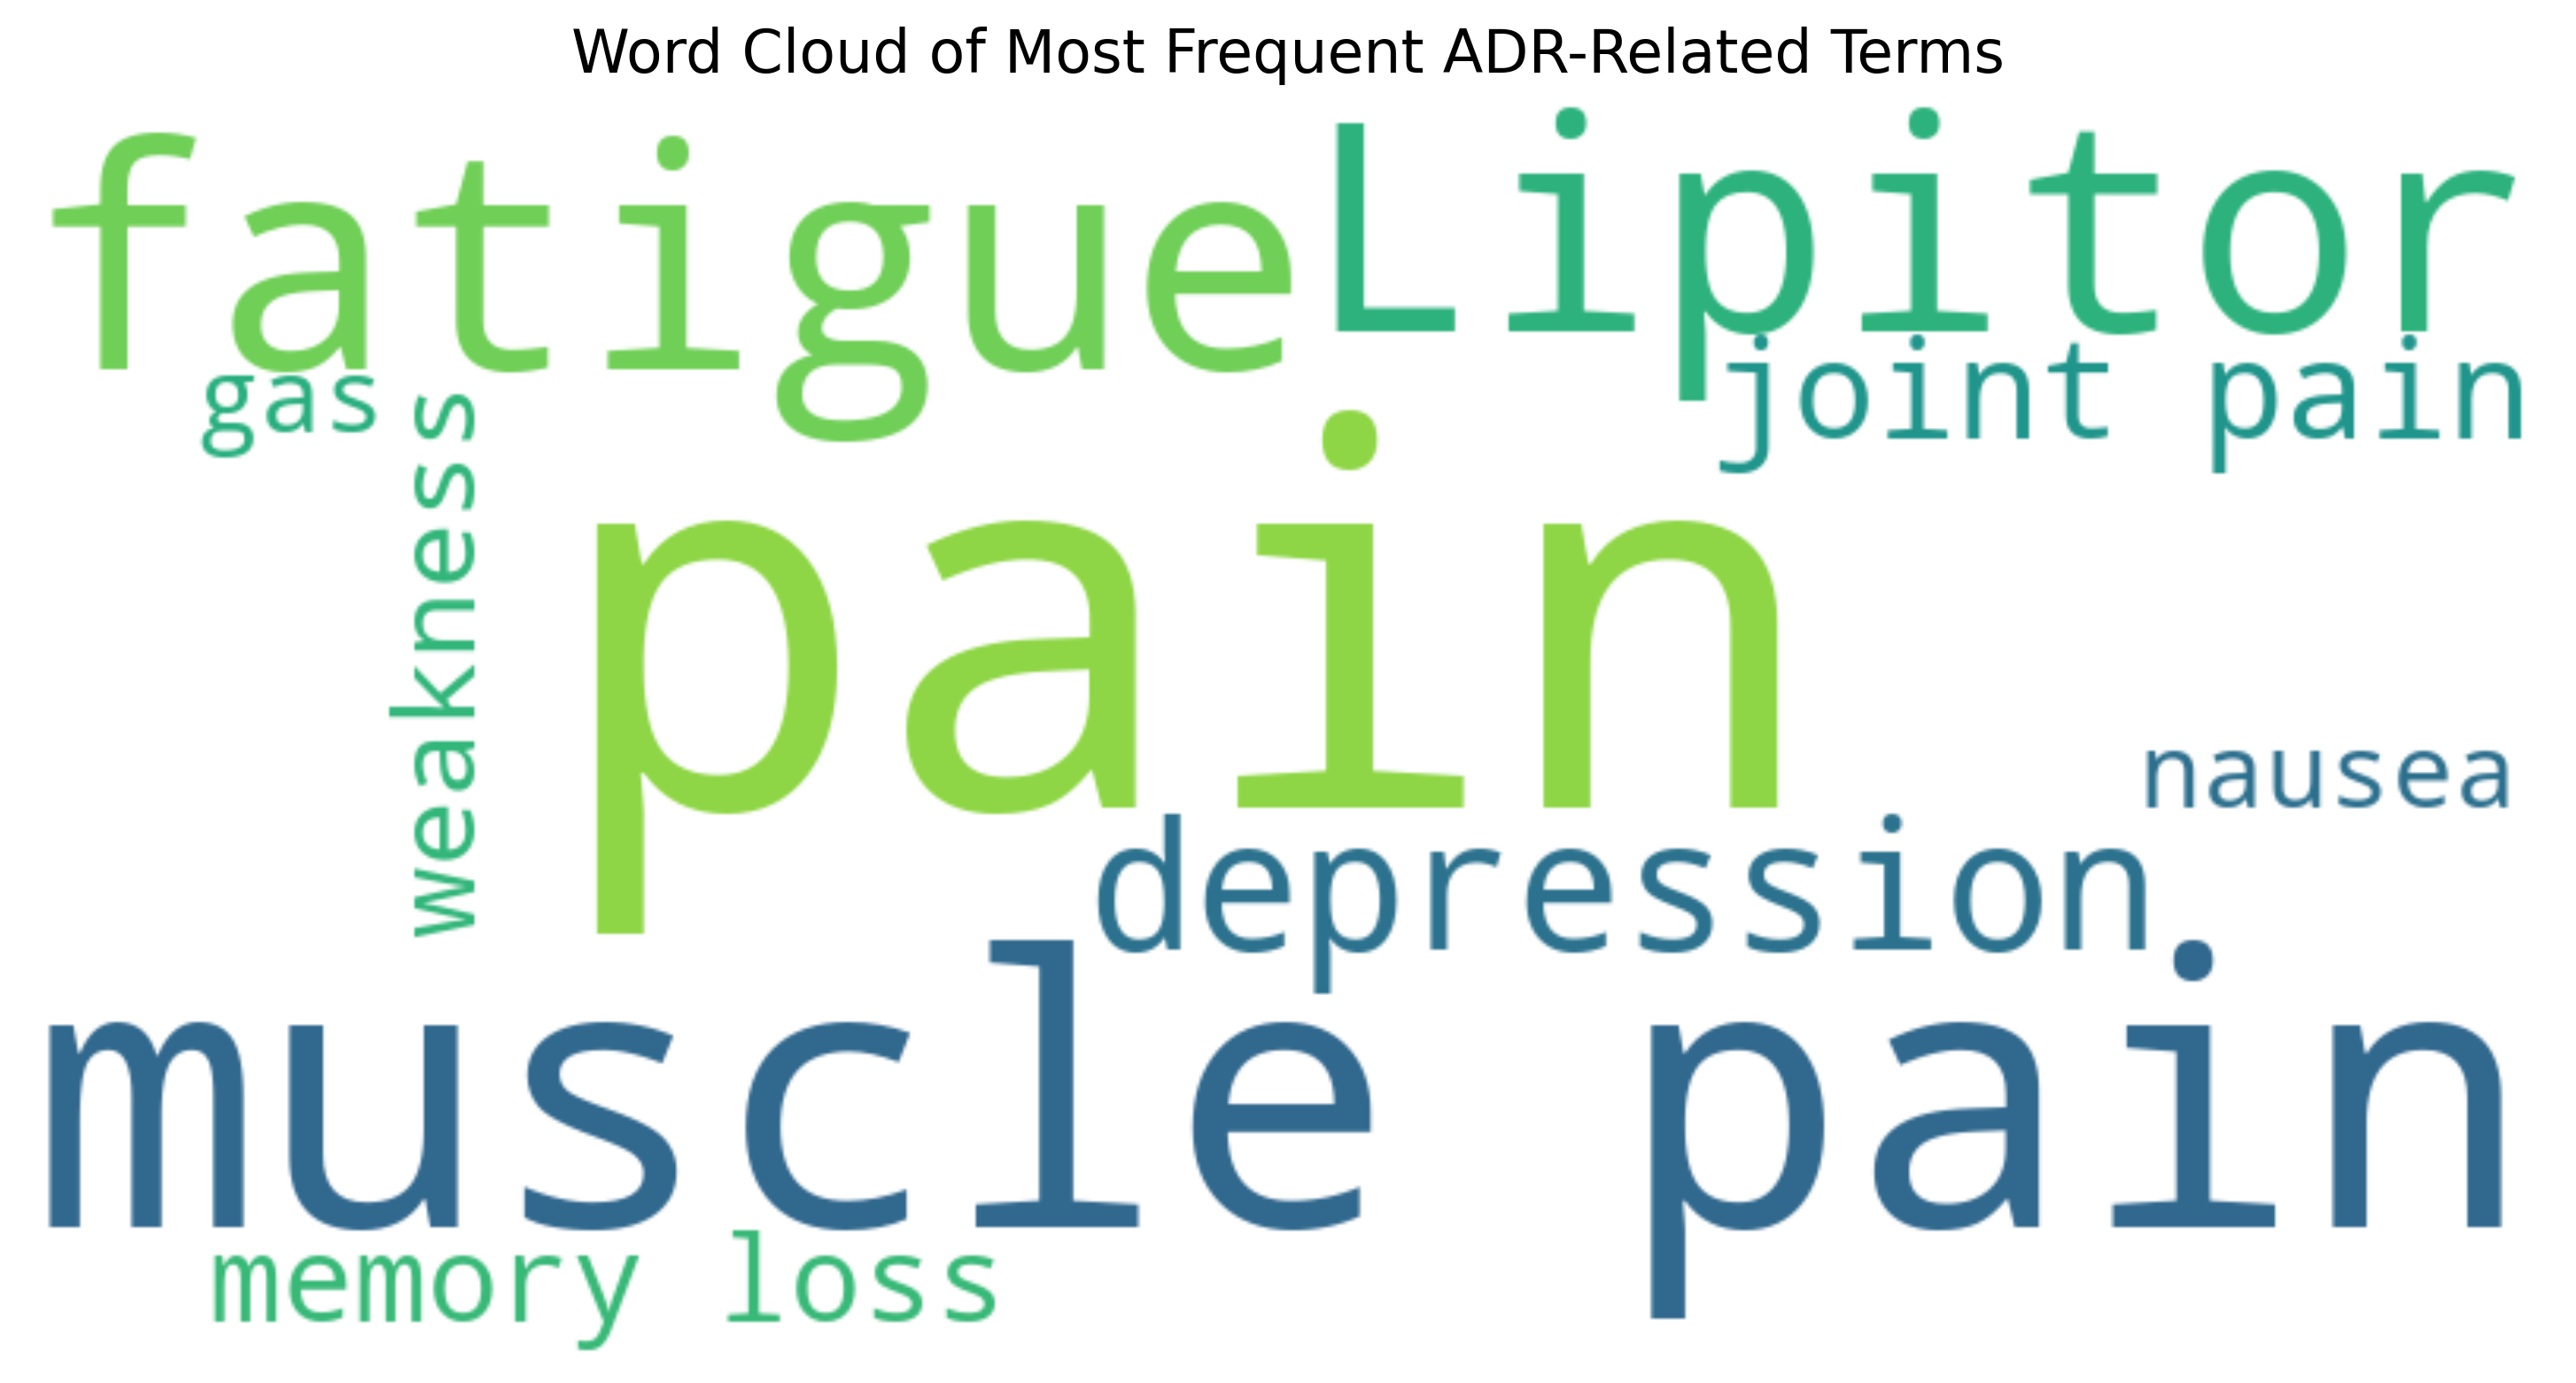 Word Cloud of Most Frequent ADR-Related Terms
fatigue
Lipitor
gas
joint pain
weakness
pain
nausea
depression
muscle pain
memory loss